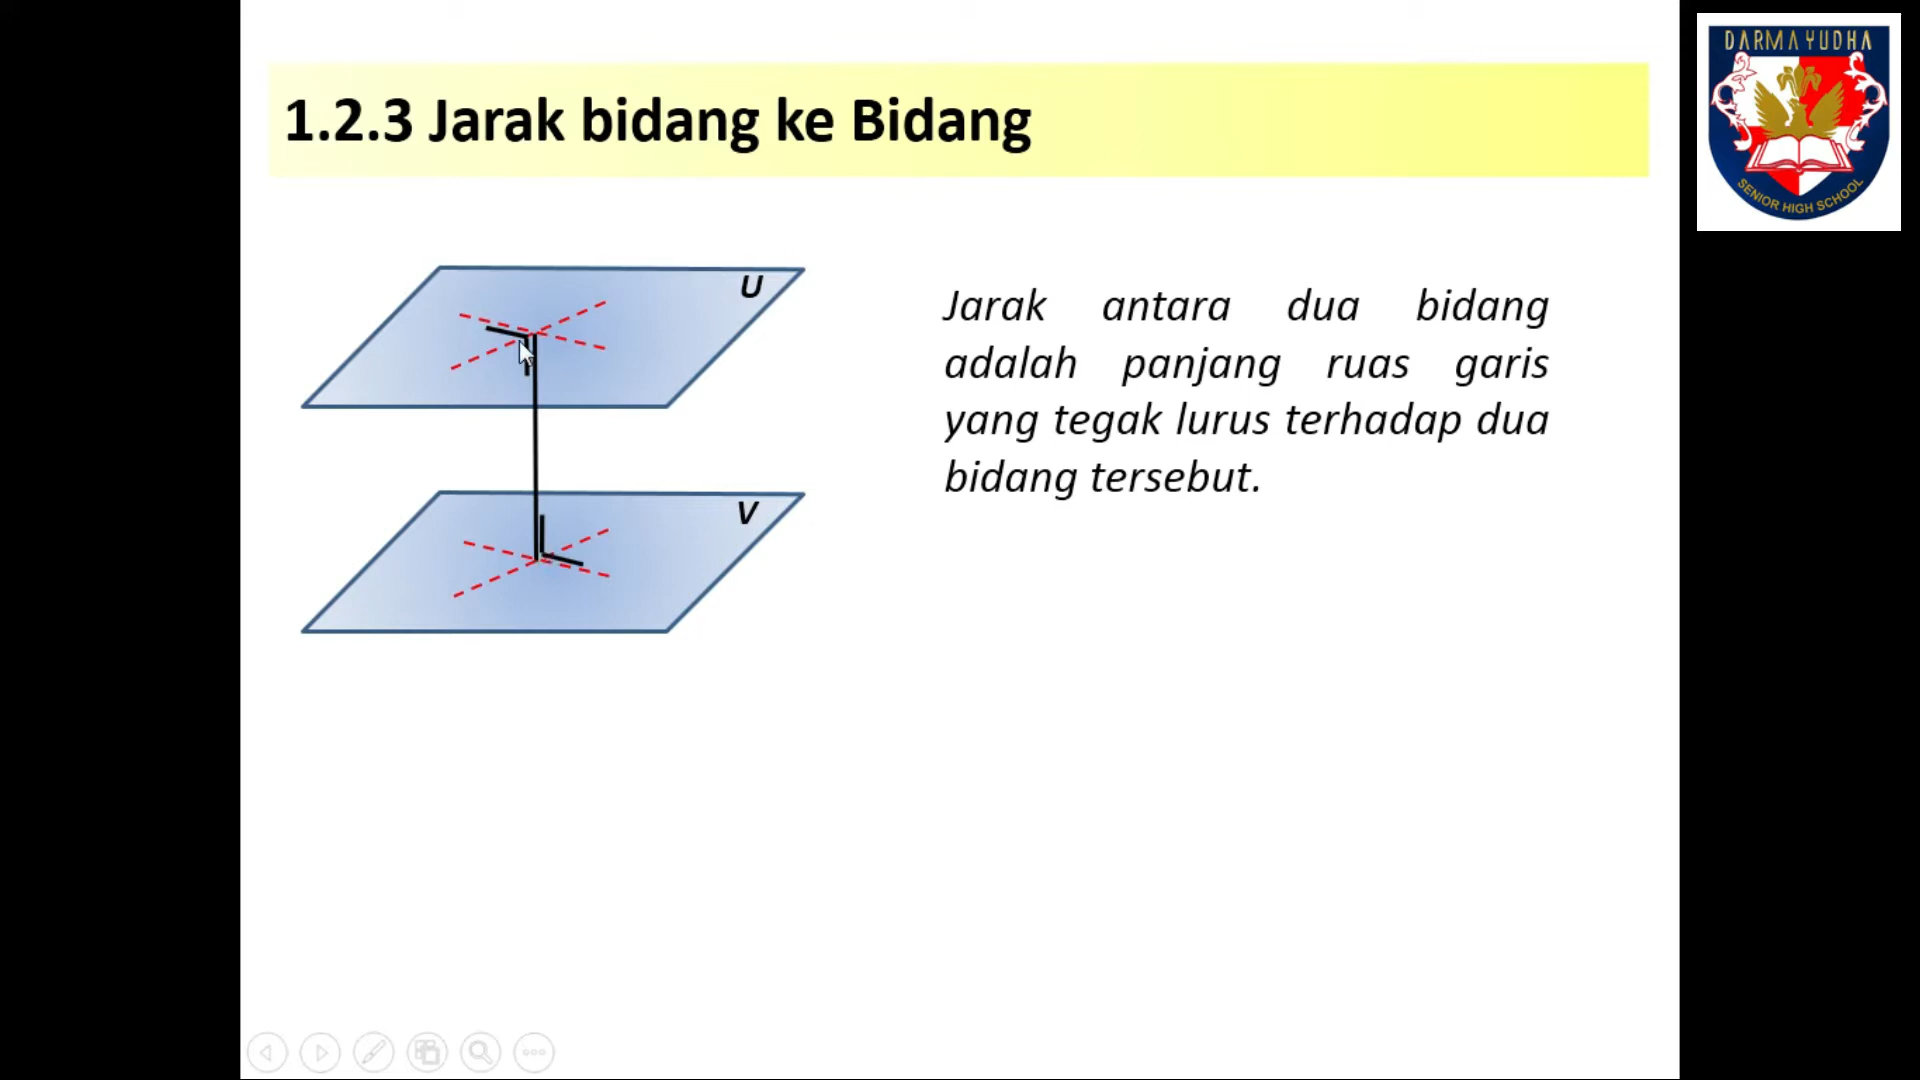 1.2.3 Jarak bidang ke Bidang
DARMA YUDHA
SENIOR HIGH SCHOOL
U
Jarak antara dua bidang
adalah panjang ruas garis
yang tegak lurus terhadap dua
bidang tersebut.
V